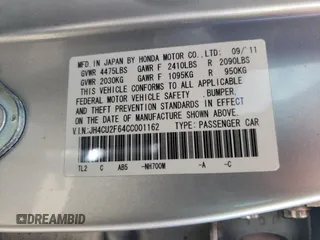 MFD. IN JAPAN BY HONDA MOTOR CO., LTD. 09/'11
GVWR 4475LBS GAWR F 2410LBS R 2090LBS
GVWR 2030KG GAWR F 1095KG R 950KG
THIS VEHICLE CONFORMS TO ALL APPLICABLE
FEDERAL MOTOR VEHICLE SAFETY, BUMPER,
AND THEFT PREVENTION STANDARDS IN EFFECT
ON THE DATE OF MANUFACTURE SHOWN ABOVE.
V.I.N.:JH4CU2F64CC001162 TYPE: PASSENGER CAR
TL2 C AB5 -NH700M -A -C
DREAMBID